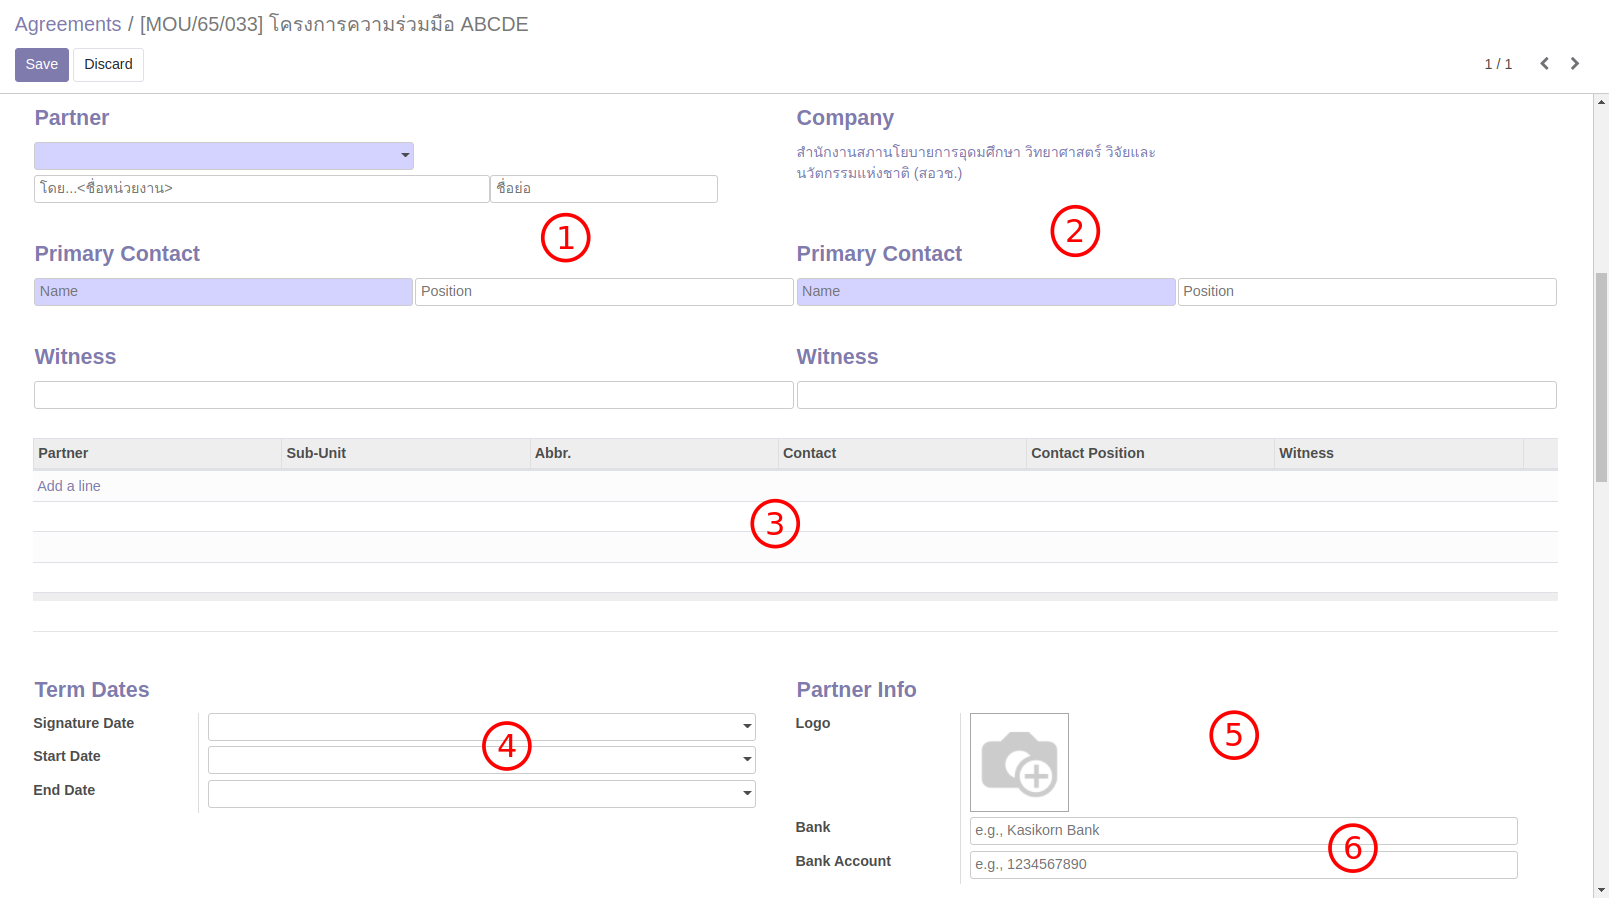 Agreements / [MOU/65/033] โครงการความร่วมมือ ABCDE
Save Discard
1 / 1
Partner
โดย...<ชื่อหน่วยงาน> ชื่อย่อ
Company
สำนักงานสภานโยบายการอุดมศึกษา วิทยาศาสตร์ วิจัยและ
นวัตกรรมแห่งชาติ (สอวช.)
1
2
Primary Contact
Name Position
Primary Contact
Name Position
Witness
Witness
Partner Sub-Unit Abbr. Contact Contact Position Witness
Add a line
3
Term Dates
Signature Date
Start Date
End Date
4
Partner Info
Logo
5
Bank e.g., Kasikorn Bank
Bank Account e.g., 1234567890
6